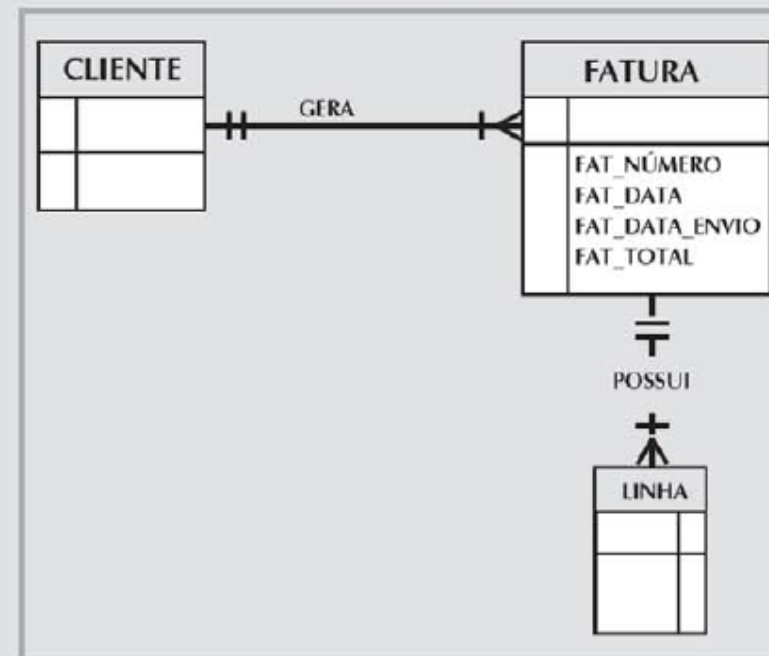 CLIENTE
GERA
FATURA
FAT_NÚMERO
FAT_DATA
FAT_DATA_ENVIO
FAT_TOTAL
POSSUI
LINHA